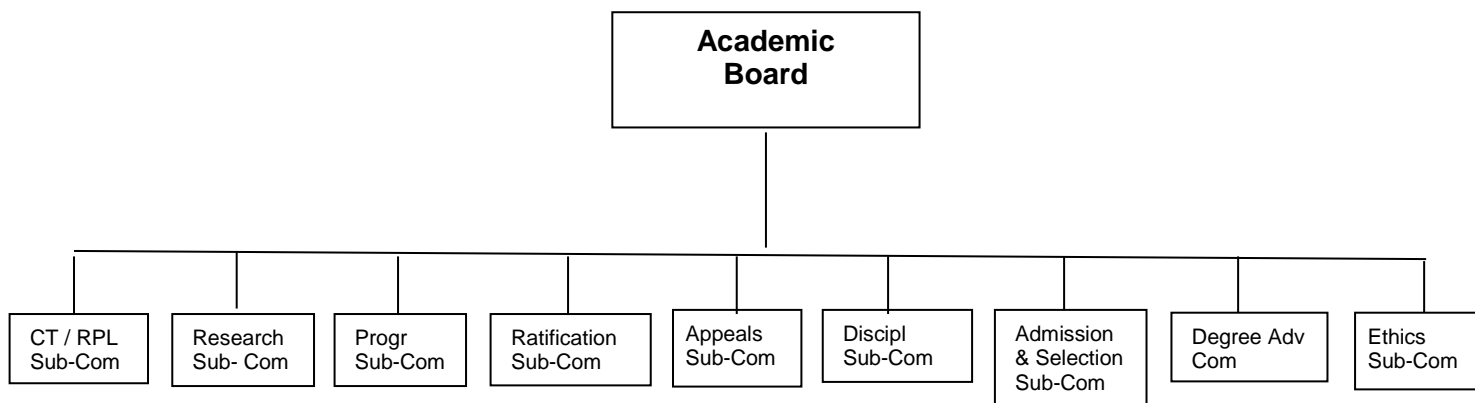 Academic
Board
CT / RPL
Sub-Com
Research
Sub- Com
Progr
Sub-Com
Ratification
Sub-Com
Appeals
Sub-Com
Discipl
Sub-Com
Admission
& Selection
Sub-Com
Degree Adv
Com
Ethics
Sub-Com